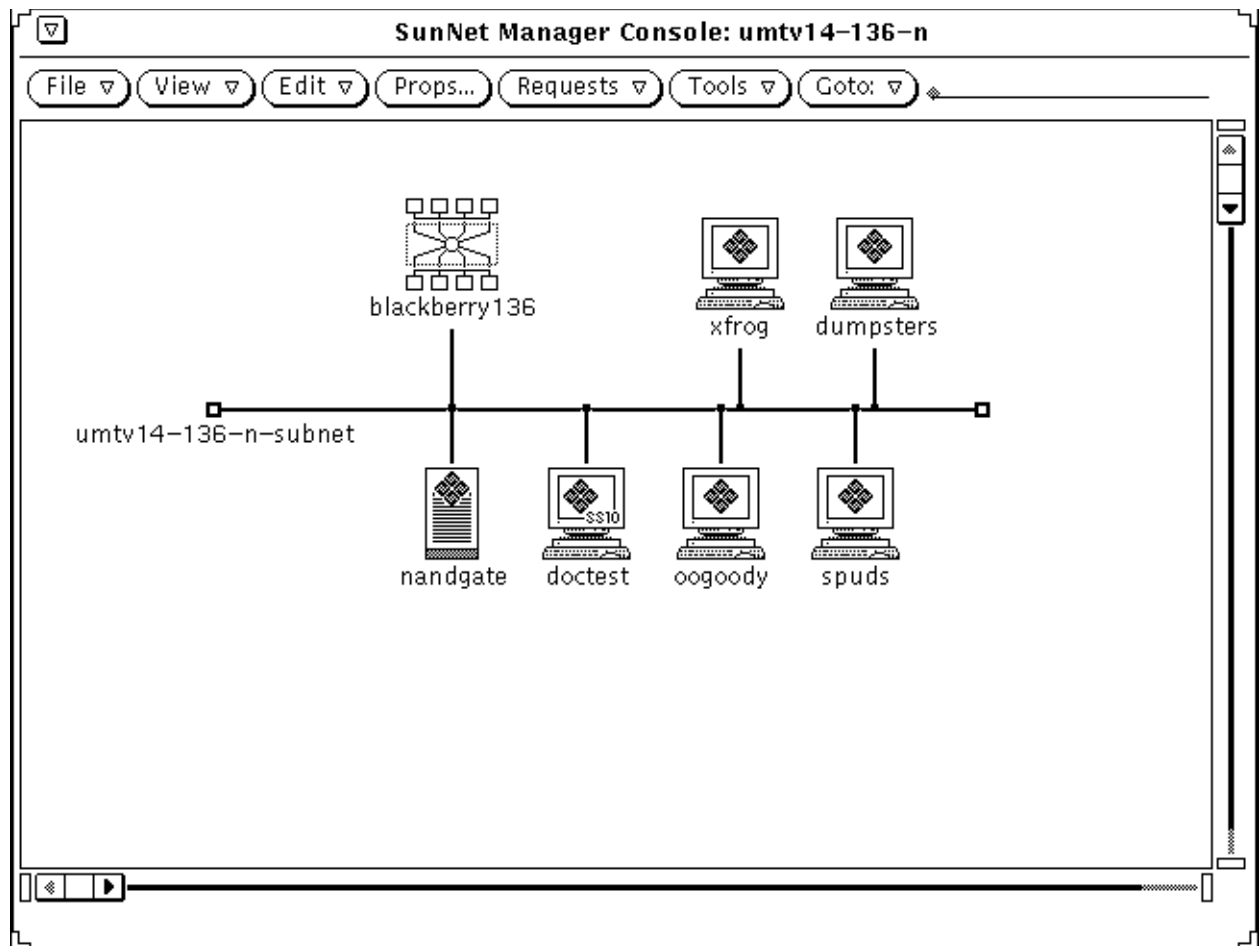 SunNet Manager Console: umtv14-136-n
File View Edit Props... Requests Tools Goto:
blackberry136
xfrog dumpsters
umtv14-136-n-subnet
SS10
nandgate doctest oogoody spuds